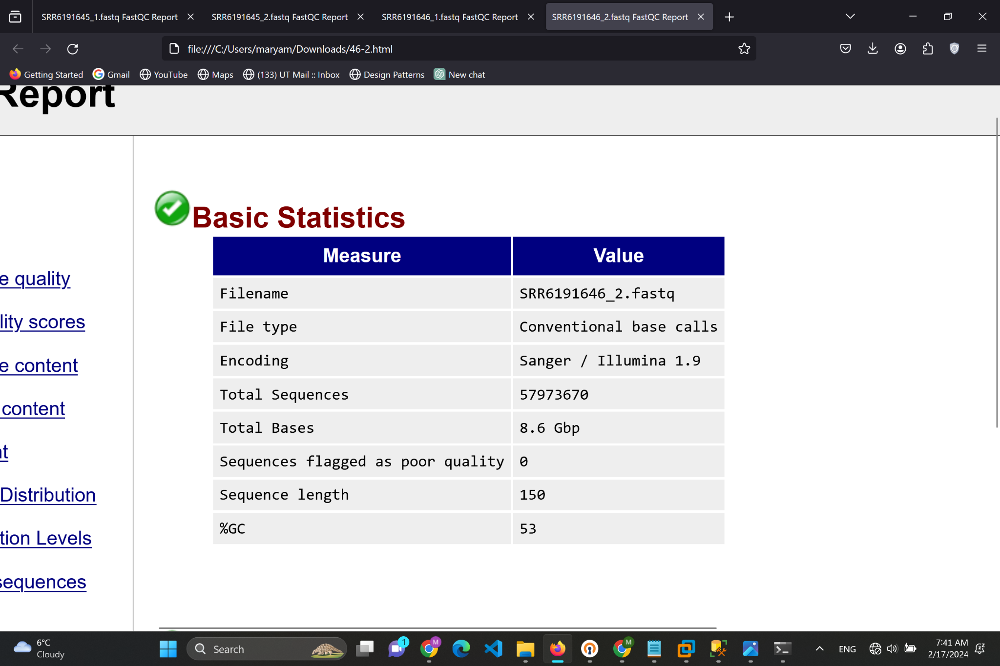 SRR6191645_1.fastq FastQC Report
SRR6191645_2.fastq FastQC Report
SRR6191646_1.fastq FastQC Report
SRR6191646_2.fastq FastQC Report
file:///C:/Users/maryam/Downloads/46-2.html
Getting Started
Gmail
YouTube
Maps
(133) UT Mail :: Inbox
Design Patterns
New chat
Report
e quality
lity scores
e content
content
nt
Distribution
tion Levels
sequences
Basic Statistics
Measure Value
Filename SRR6191646_2.fastq
File type Conventional base calls
Encoding Sanger / Illumina 1.9
Total Sequences 57973670
Total Bases 8.6 Gbp
Sequences flagged as poor quality 0
Sequence length 150
%GC 53
6°C
Cloudy
Search
1
M
M
ENG
7:41 AM
2/17/2024